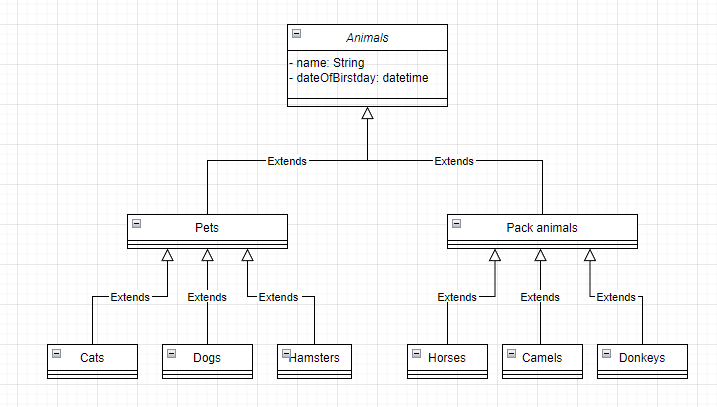 Animals
- name: String
- dateOfBirstday: datetime
Extends
Extends
Pets
Pack animals
Extends
Extends
Extends
Extends
Extends
Extends
Cats
Dogs
Hamsters
Horses
Camels
Donkeys